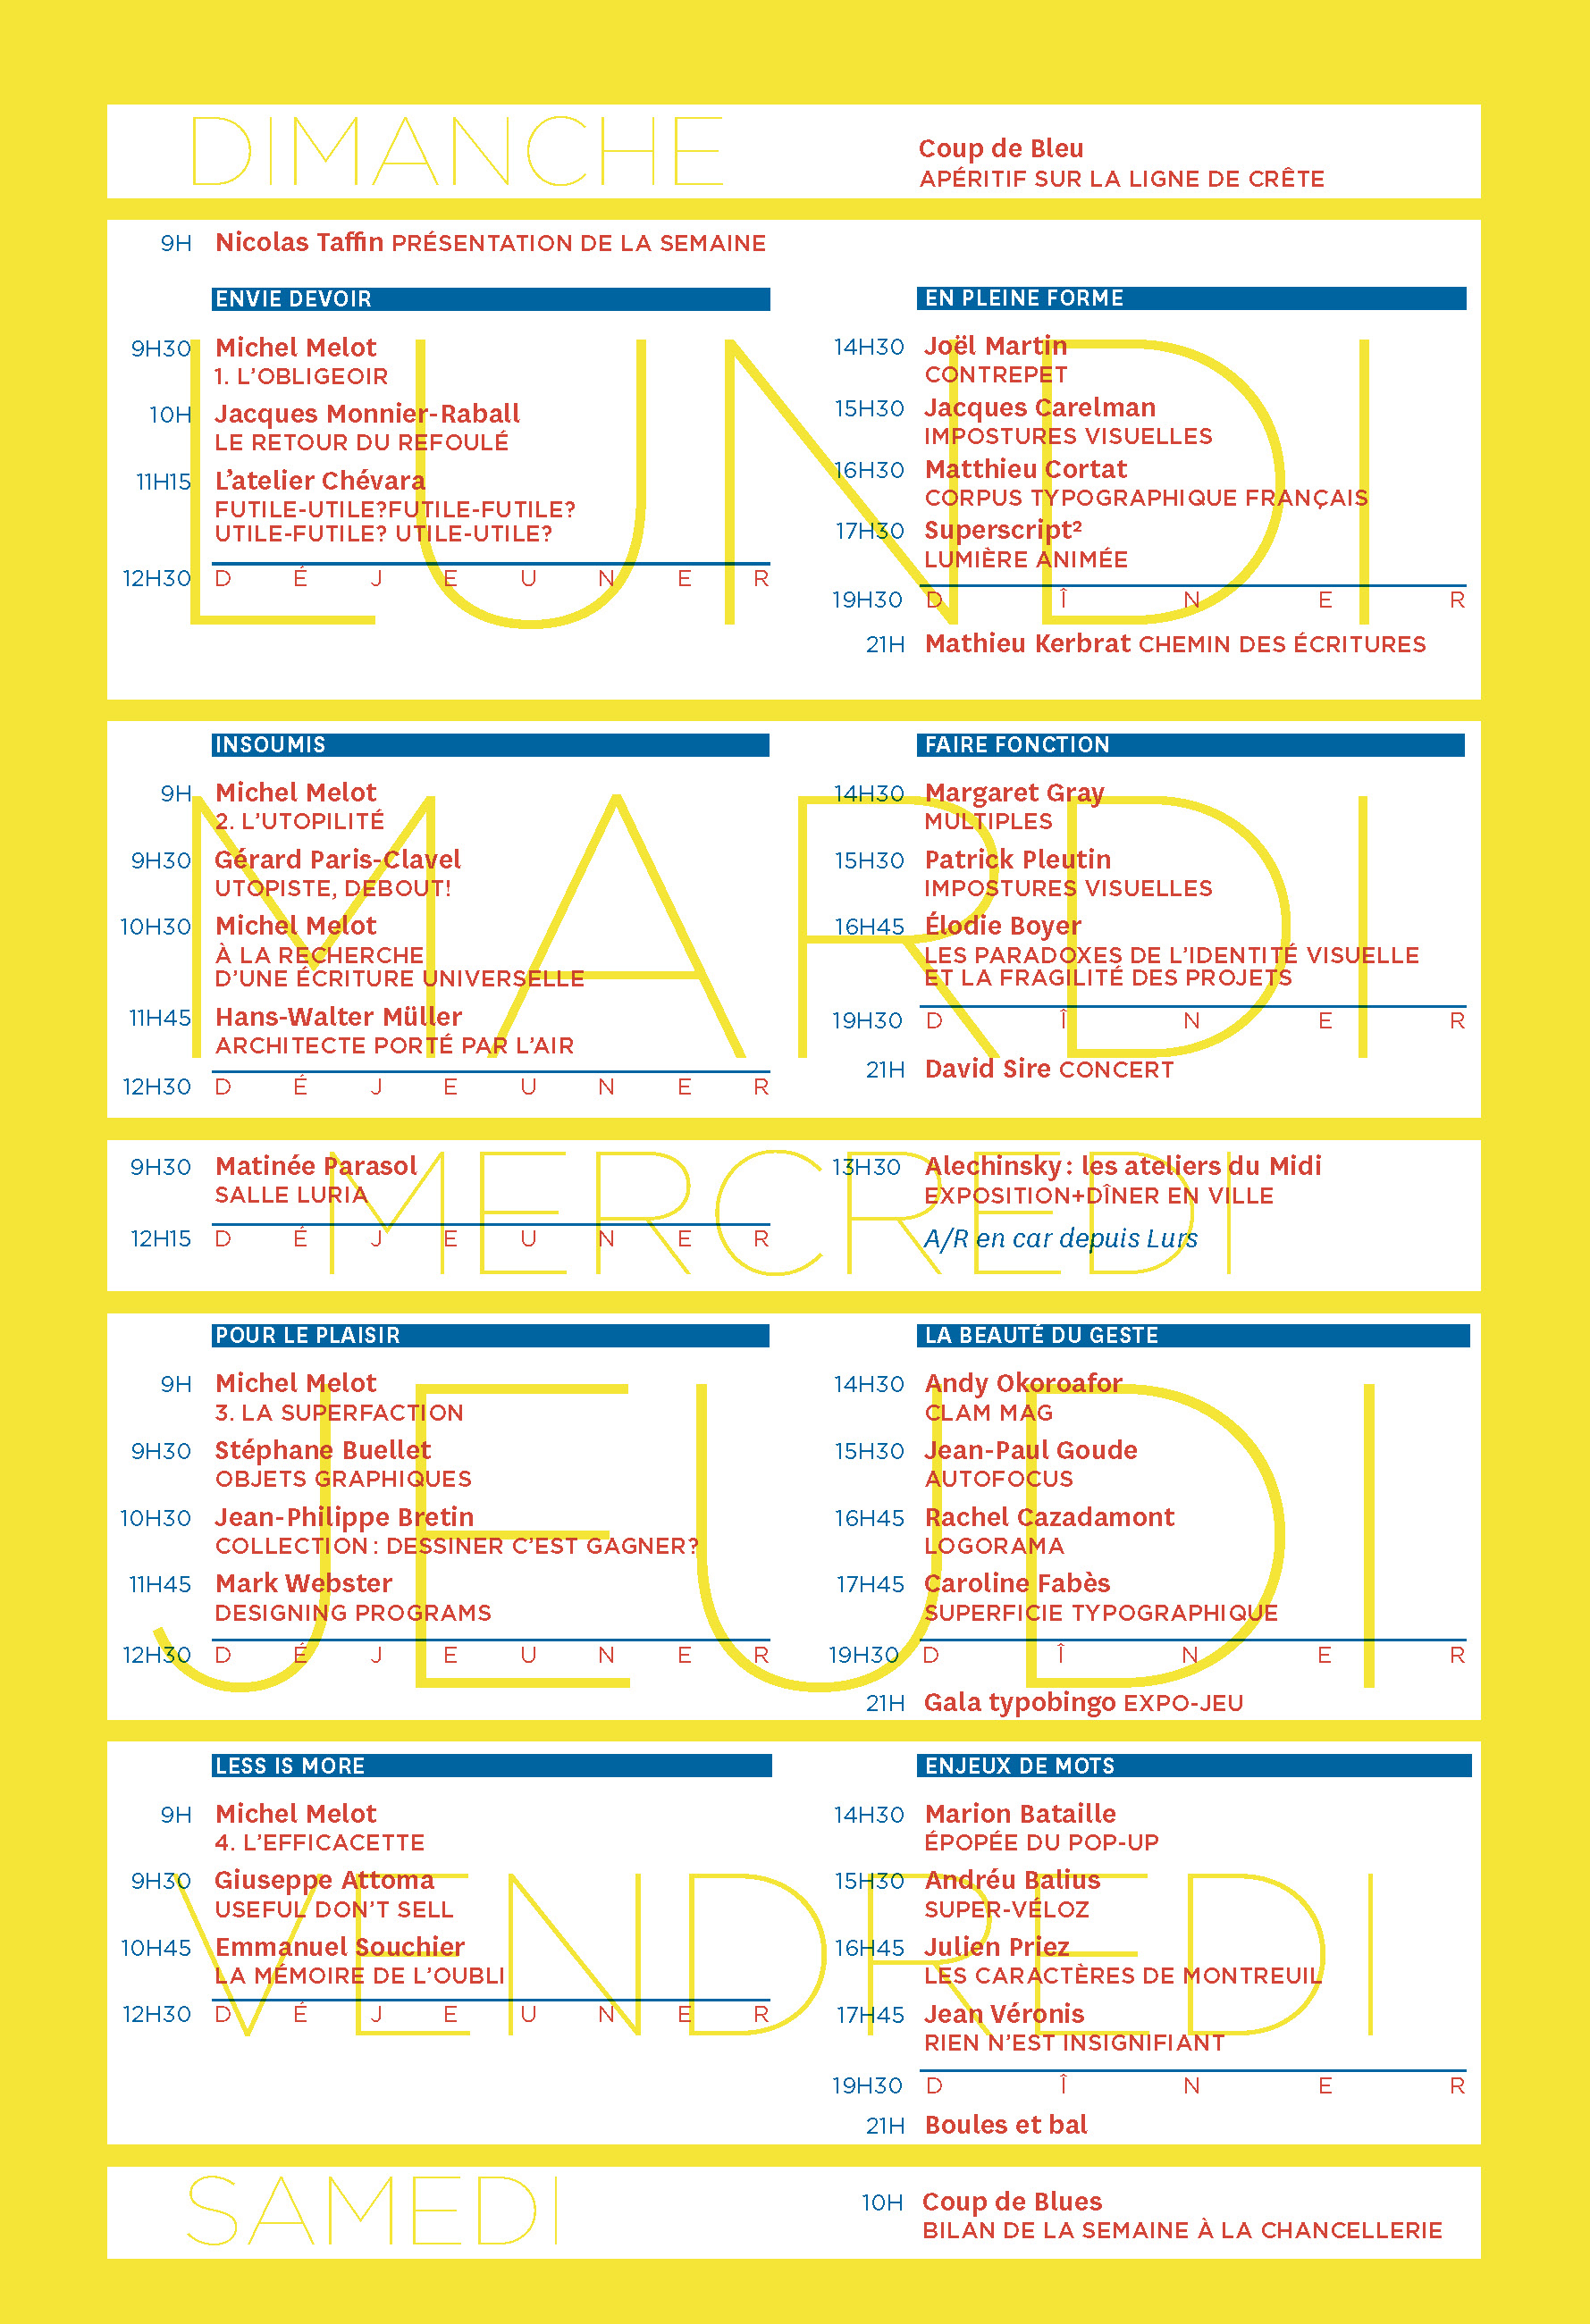 DIMANCHE
Coup de Bleu
APÉRITIF SUR LA LIGNE DE CRÊTE
LUNDI
9H Nicolas Taffin PRÉSENTATION DE LA SEMAINE
ENVIE DEVOIR
9H30 Michel Melot
1. L’OBLIGEOIR
10H Jacques Monnier-Raball
LE RETOUR DU REFOULÉ
11H15 L’atelier Chévara
FUTILE-UTILE?FUTILE-FUTILE?
UTILE-FUTILE? UTILE-UTILE?
12H30 DÉJEUNER
EN PLEINE FORME
14H30 Joël Martin
CONTREPET
15H30 Jacques Carelman
IMPOSTURES VISUELLES
16H30 Matthieu Cortat
CORPUS TYPOGRAPHIQUE FRANÇAIS
17H30 Superscript²
LUMIÈRE ANIMÉE
19H30 DÎNER
21H Mathieu Kerbrat CHEMIN DES ÉCRITURES
MARDI
INSOUMIS
9H Michel Melot
2. L’UTOPILITÉ
9H30 Gérard Paris-Clavel
UTOPISTE, DEBOUT!
10H30 Michel Melot
À LA RECHERCHE
D’UNE ÉCRITURE UNIVERSELLE
11H45 Hans-Walter Müller
ARCHITECTE PORTÉ PAR L’AIR
12H30 DÉJEUNER
FAIRE FONCTION
14H30 Margaret Gray
MULTIPLES
15H30 Patrick Pleutin
IMPOSTURES VISUELLES
16H45 Élodie Boyer
LES PARADOXES DE L’IDENTITÉ VISUELLE
ET LA FRAGILITÉ DES PROJETS
19H30 DÎNER
21H David Sire CONCERT
MERCREDI
9H30 Matinée Parasol
SALLE LURIA
12H15 DÉJEUNER
13H30 Alechinsky : les ateliers du Midi
EXPOSITION+DÎNER EN VILLE
A/R en car depuis Lurs
JEUDI
POUR LE PLAISIR
9H Michel Melot
3. LA SUPERFACTION
9H30 Stéphane Buellet
OBJETS GRAPHIQUES
10H30 Jean-Philippe Bretin
COLLECTION : DESSINER C’EST GAGNER?
11H45 Mark Webster
DESIGNING PROGRAMS
12H30 DÉJEUNER
LA BEAUTÉ DU GESTE
14H30 Andy Okoroafor
CLAM MAG
15H30 Jean-Paul Goude
AUTOFOCUS
16H45 Rachel Cazadamont
LOGORAMA
17H45 Caroline Fabès
SUPERFICIE TYPOGRAPHIQUE
19H30 DÎNER
21H Gala typobingo EXPO-JEU
VENDREDI
LESS IS MORE
9H Michel Melot
4. L’EFFICACETTE
9H30 Giuseppe Attoma
USEFUL DON’T SELL
10H45 Emmanuel Souchier
LA MÉMOIRE DE L’OUBLI
12H30 DÉJEUNER
ENJEUX DE MOTS
14H30 Marion Bataille
ÉPOPÉE DU POP-UP
15H30 Andréu Balius
SUPER-VÉLOZ
16H45 Julien Priez
LES CARACTÈRES DE MONTREUIL
17H45 Jean Véronis
RIEN N’EST INSIGNIFIANT
19H30 DÎNER
21H Boules et bal
SAMEDI
10H Coup de Blues
BILAN DE LA SEMAINE À LA CHANCELLERIE